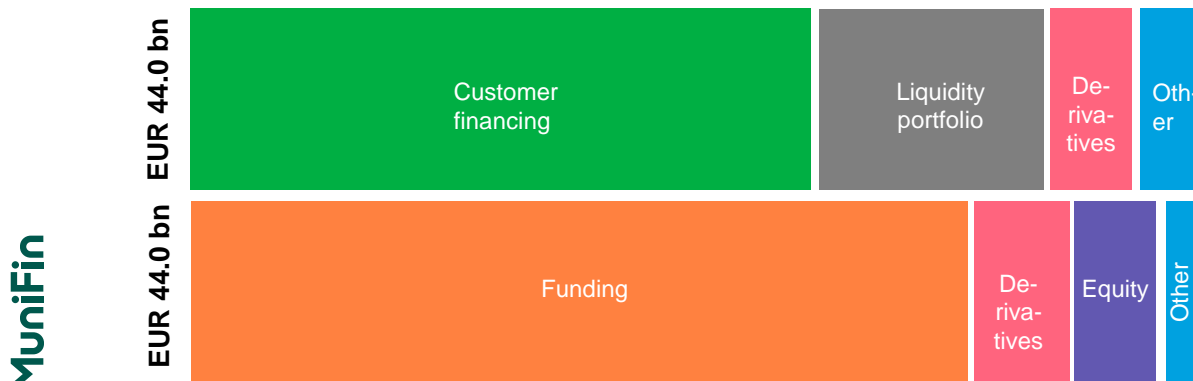 EUR 44.0 bn
Customer
financing
Liquidity
portfolio
De-
riva-
tives
Oth-
er
EUR 44.0 bn
Funding
De-
riva-
tives
Equity
Other
MuniFin